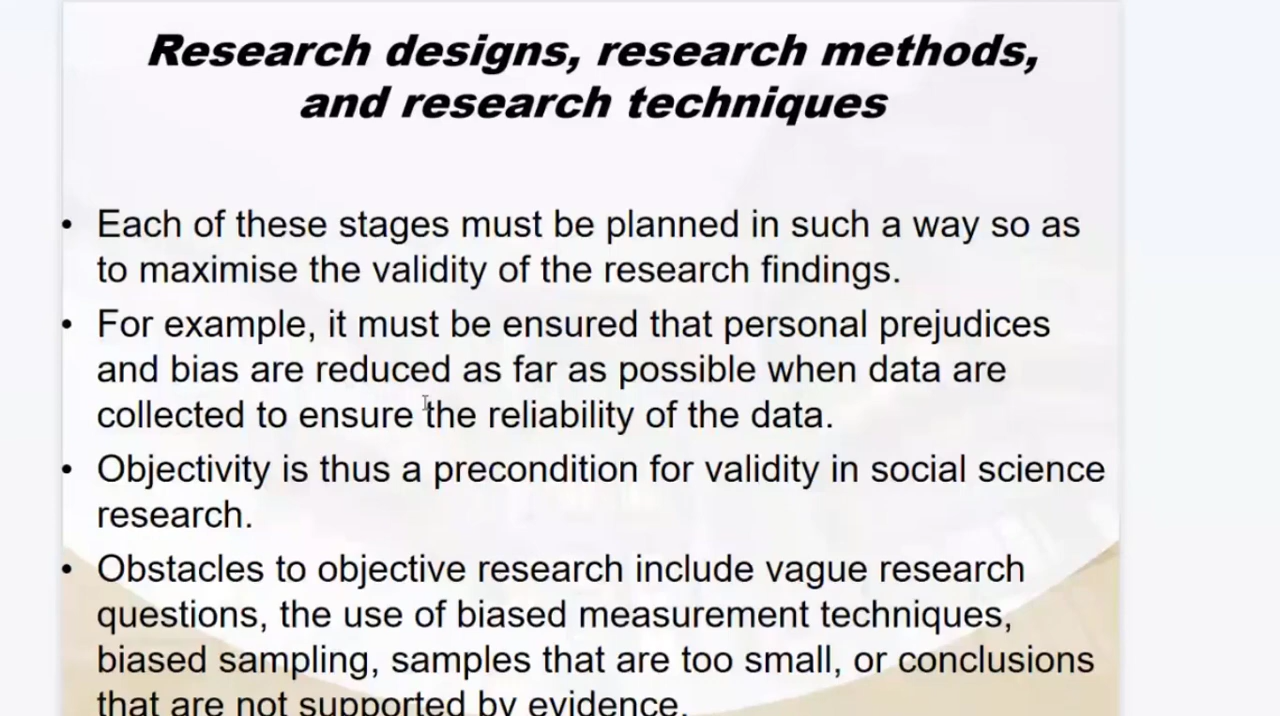 Research designs, research methods,
and research techniques
• Each of these stages must be planned in such a way so as
to maximise the validity of the research findings.
• For example, it must be ensured that personal prejudices
and bias are reduced as far as possible when data are
collected to ensure the reliability of the data.
• Objectivity is thus a precondition for validity in social science
research.
• Obstacles to objective research include vague research
questions, the use of biased measurement techniques,
biased sampling, samples that are too small, or conclusions
that are not supported by evidence.